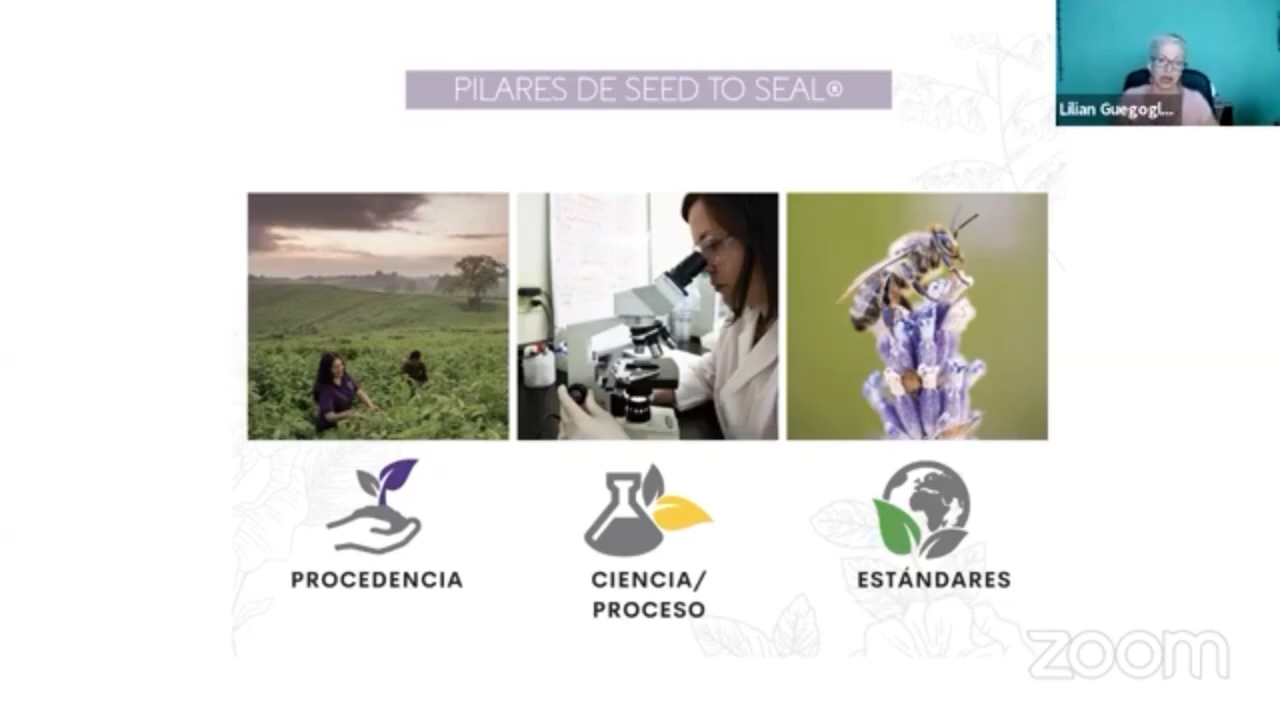 PILARES DE SEED TO SEAL®
Lilian Guegogl...
PROCEDENCIA
CIENCIA/
PROCESO
ESTÁNDARES
zoom